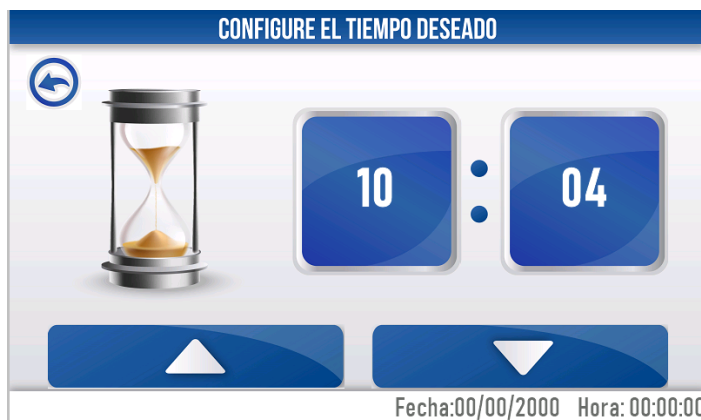 CONFIGURE EL TIEMPO DESEADO
10 : 04
Fecha:00/00/2000 Hora: 00:00:00